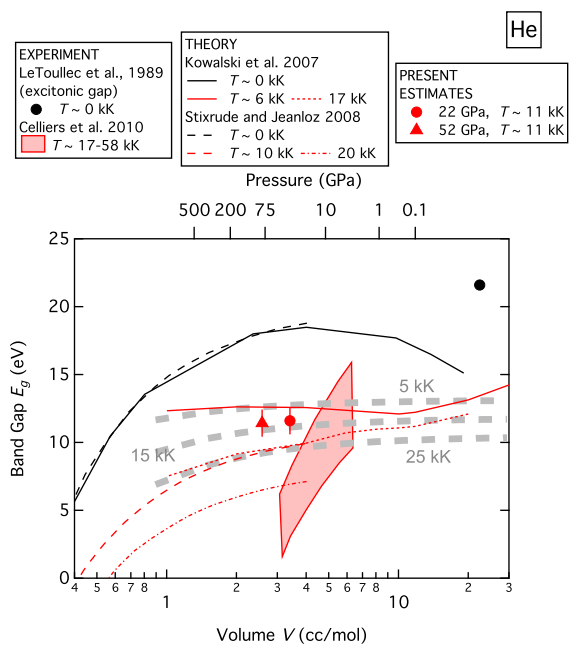 He
EXPERIMENT
LeToullec et al., 1989
(excitonic gap)
T ~ 0 kK
Celliers et al. 2010
T ~ 17-58 kK
THEORY
Kowalski et al. 2007
T ~ 0 kK
T ~ 6 kK 17 kK
Stixrude and Jeanloz 2008
T ~ 0 kK
T ~ 10 kK 20 kK
PRESENT
ESTIMATES
22 GPa, T ~ 11 kK
52 GPa, T ~ 11 kK
Pressure (GPa)
500 200 75 10 1 0.1
25
20
15
10
5
0
Band Gap Eg (eV)
5 kK
15 kK
25 kK
4 5 6 7 8 2 3 4 5 6 7 8 2 3
1 10
Volume V (cc/mol)